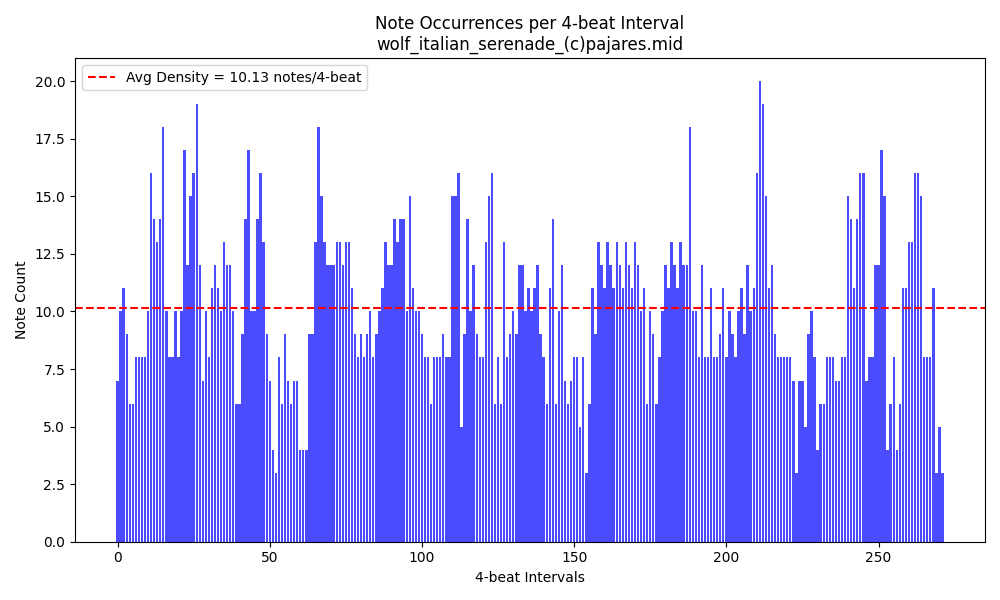 Note Occurrences per 4-beat Interval
wolf_italian_serenade_(c)pajares.mid
Avg Density = 10.13 notes/4-beat
Note Count
20.0
17.5
15.0
12.5
10.0
7.5
5.0
2.5
0.0
0 50 100 150 200 250
4-beat Intervals